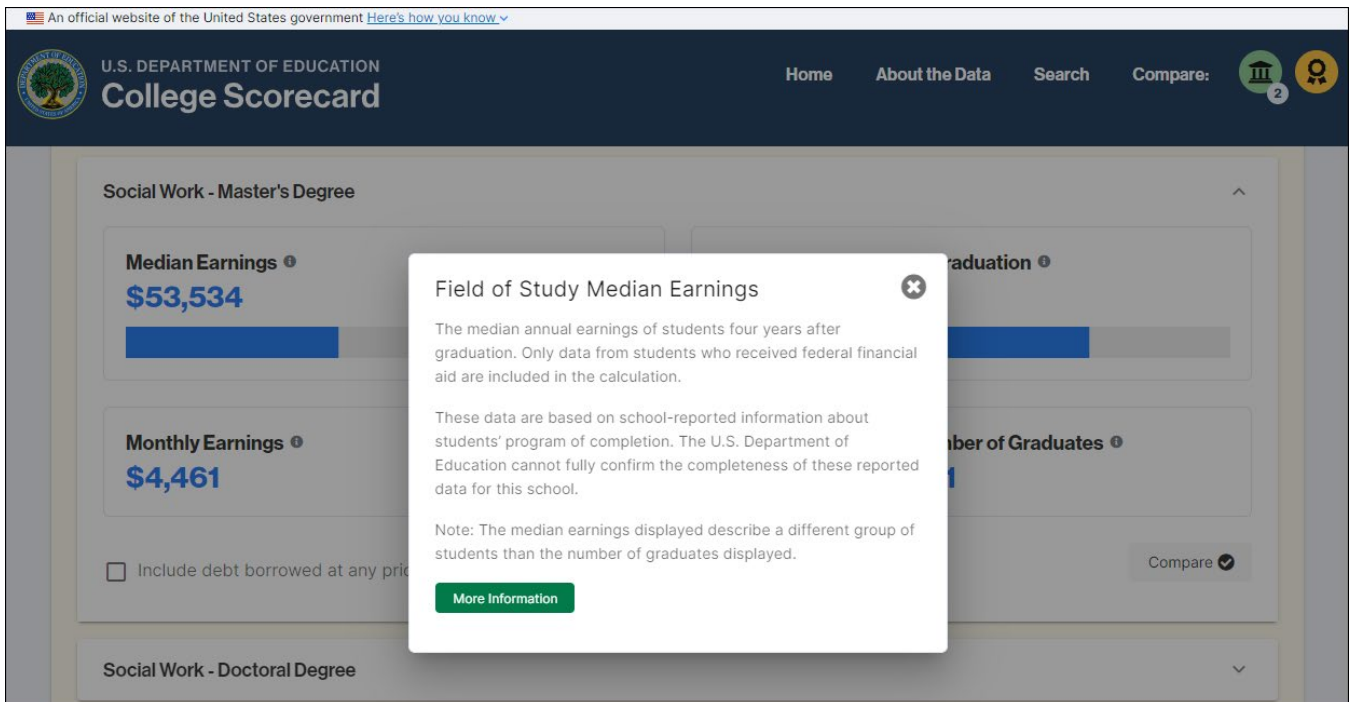 An official website of the United States government Here's how you know
U.S. DEPARTMENT OF EDUCATION
College Scorecard
Home About the Data Search Compare:
2
Social Work - Master's Degree
Median Earnings
$53,534
Monthly Earnings
$4,461
Include debt borrowed at any
Field of Study Median Earnings
The median annual earnings of students four years after
graduation. Only data from students who received federal financial
aid are included in the calculation.
These data are based on school-reported information about
students' program of completion. The U.S. Department of
Education cannot fully confirm the completeness of these reported
data for this school.
Note: The median earnings displayed describe a different group of
students than the number of graduates displayed.
More Information
of Graduates
Compare
Social Work - Doctoral Degree